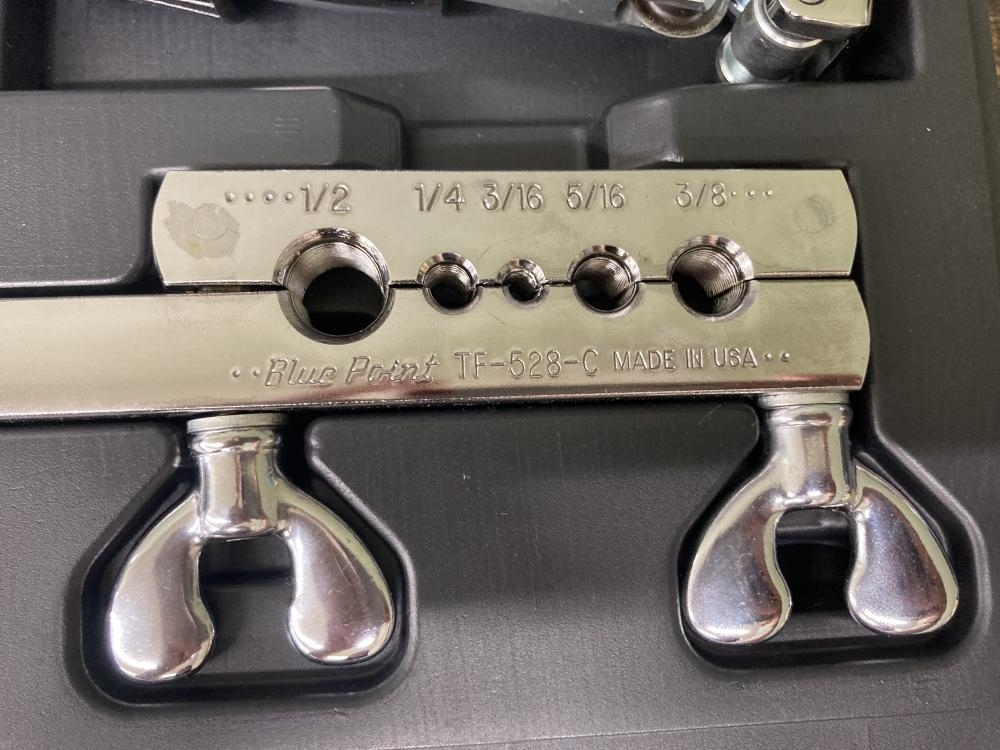 ····1/2 1/4 3/16 5/16 3/8···
··Blue Point TF-528-C MADE IN USA··